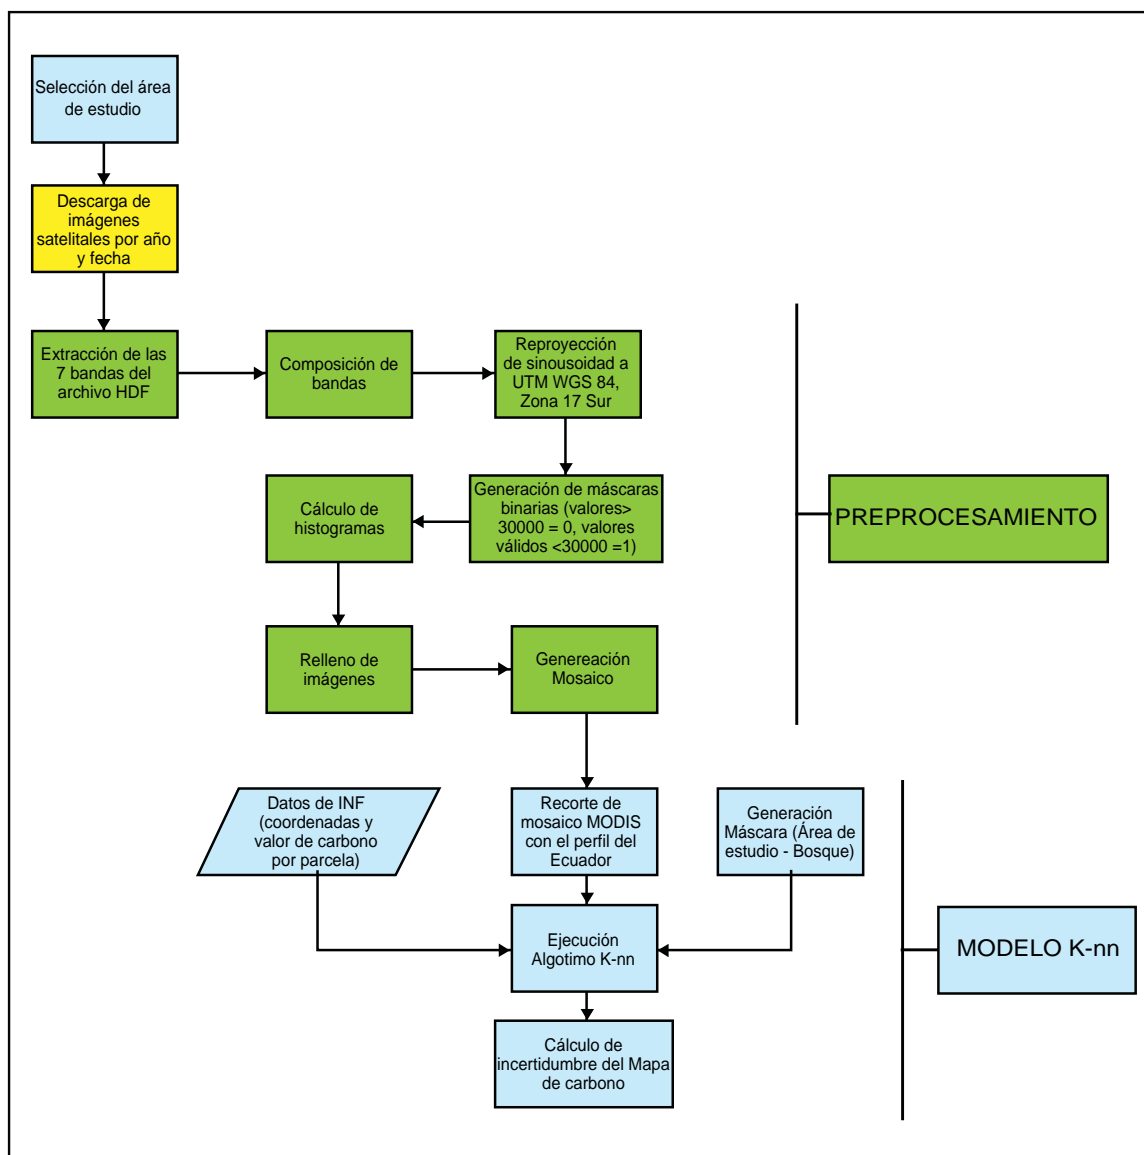 Selección del área
de estudio
Descarga de
imágenes
satelitales por año
y fecha
Extracción de las
7 bandas del
archivo HDF
Composición de
bandas
Reproyección
de sinousoidad a
UTM WGS 84,
Zona 17 Sur
Cálculo de
histogramas
Generación de máscaras
binarias (valores>
30000 = 0, valores
válidos <30000 =1)
PREPROCESAMIENTO
Relleno de
imágenes
Genereación
Mosaico
Datos de INF
(coordenadas y
valor de carbono
por parcela)
Recorte de
mosaico MODIS
con el perfil del
Ecuador
Generación
Máscara (Área de
estudio - Bosque)
Ejecución
Algotimo K-nn
MODELO K-nn
Cálculo de
incertidumbre del Mapa
de carbono